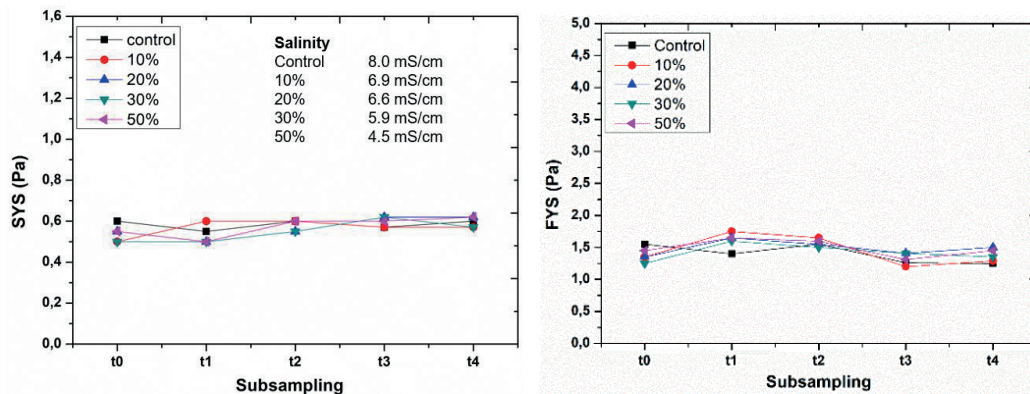 SYS (Pa)
1,6
1,4
1,2
1,0
0,8
0,6
0,4
0,2
0,0
control
10%
20%
30%
50%
Salinity
Control 8.0 mS/cm
10% 6.9 mS/cm
20% 6.6 mS/cm
30% 5.9 mS/cm
50% 4.5 mS/cm
t0 t1 t2 t3 t4
Subsampling
FYS (Pa)
5,0
4,5
4,0
3,5
3,0
2,5
2,0
1,5
1,0
0,5
0,0
Control
10%
20%
30%
50%
t0 t1 t2 t3 t4
Subsampling